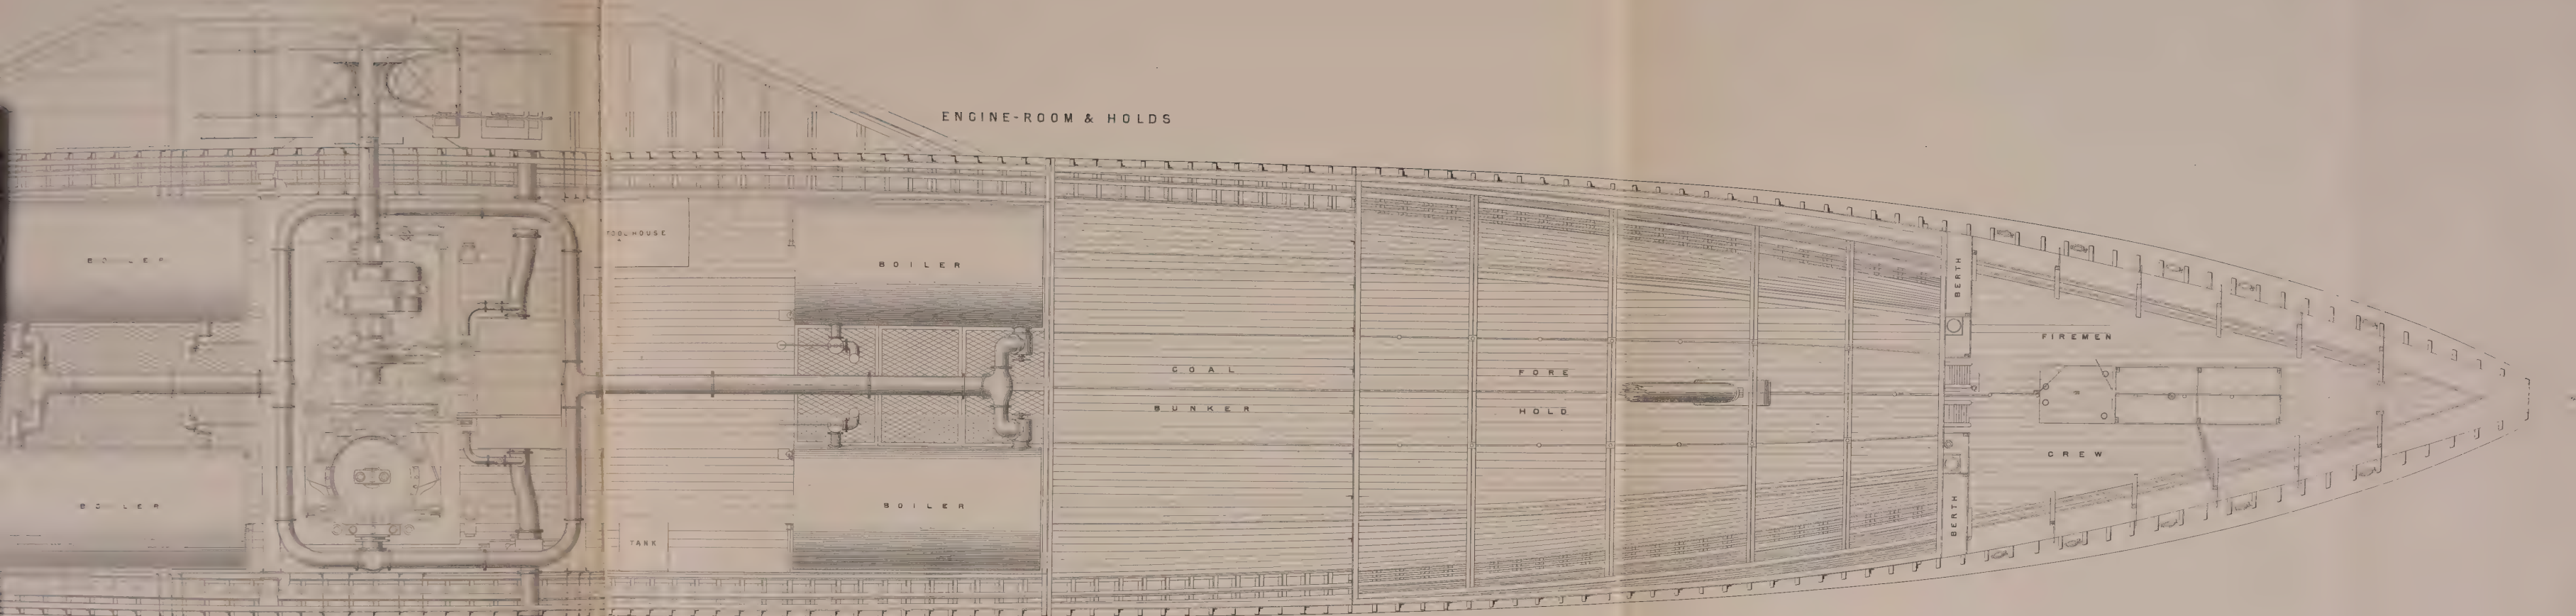 ENGINE-ROOM & HOLDS
BOILER
TOOL HOUSE
BOILER
BERTH
FIREMEN
COAL
BUNKER
FORE
HOLD
CREW
BOILER
BOILER
BERTH
TANK